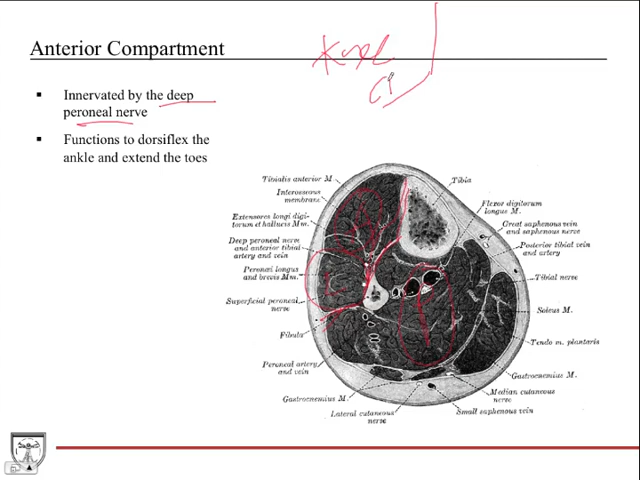 Anterior Compartment
▪ Innervated by the deep
peroneal nerve
▪ Functions to dorsiflex the
ankle and extend the toes
Tibialis anterior M.
Interosseous
membrane
Extensores longi digi-
torum et hallucis Mm.
Deep peroneal nerve
and anterior tibial
artery and vein
Peronæi longus
and brevis Mm.
Superficial peroneal
nerve
Fibula
Peroneal artery
and vein
Gastrocnemius M.
Lateral cutaneous
nerve
Tibia
Flexor digitorum
longus M.
Great saphenous vein
and saphenous nerve
Posterior tibial vein
and artery
Tibial nerve
Soleus M.
Tendo m. plantaris
Gastrocnemius M.
Median cutaneous
nerve
Small saphenous vein